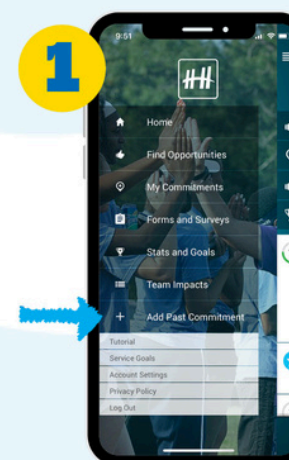 1
9:51
Home
Find Opportunities
My Commitments
Forms and Surveys
Stats and Goals
Team Impacts
Add Past Commitment
Tutorial
Service Goals
Account Settings
Privacy Policy
Log Out